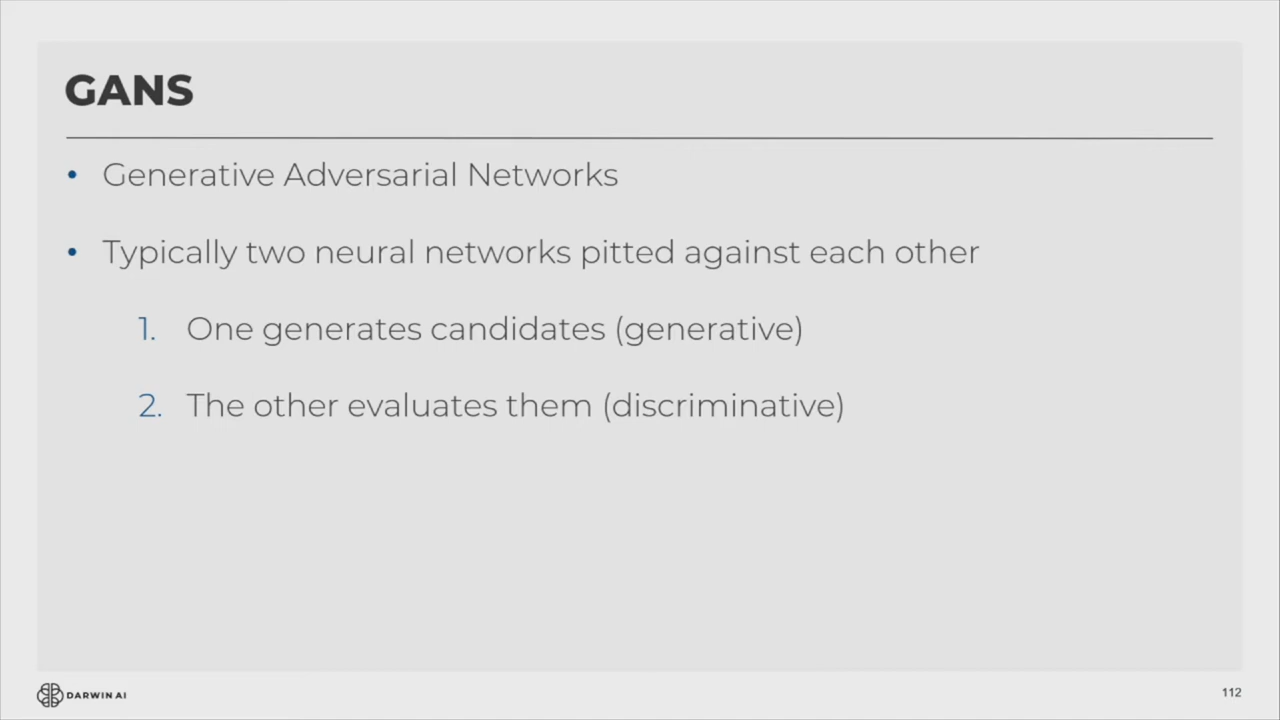 GANS
• Generative Adversarial Networks
• Typically two neural networks pitted against each other
1. One generates candidates (generative)
2. The other evaluates them (discriminative)
DARWIN AI
112